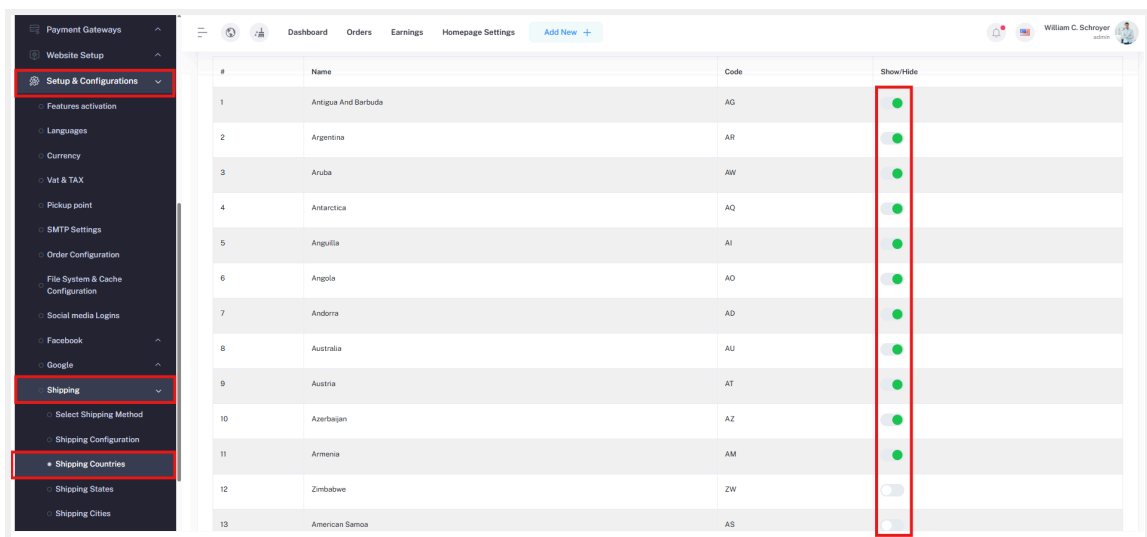 Payment Gateways
Website Setup
Setup & Configurations
Features activation
Languages
Currency
Vat & TAX
Pickup point
SMTP Settings
Order Configuration
File System & Cache
Configuration
Social media Logins
Facebook
Google
Shipping
Select Shipping Method
Shipping Configuration
Shipping Countries
Shipping States
Shipping Cities
Dashboard Orders Earnings Homepage Settings Add New +
William C. Schroyer
admin
# Name Code Show/Hide
1 Antigua And Barbuda AG
2 Argentina AR
3 Aruba AW
4 Antarctica AQ
5 Anguilla AI
6 Angola AO
7 Andorra AD
8 Australia AU
9 Austria AT
10 Azerbaijan AZ
11 Armenia AM
12 Zimbabwe ZW
13 American Samoa AS